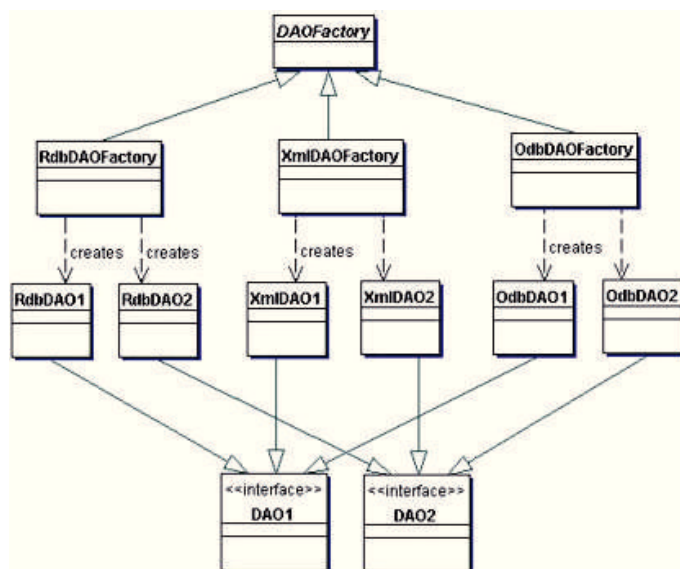 DAOFactory
RdbDAOFactory
XmlDAOFactory
OdbDAOFactory
creates
creates
creates
creates
RdbDAO1
RdbDAO2
XmlDAO1
XmlDAO2
OdbDAO1
OdbDAO2
<<interface>>
DAO1
<<interface>>
DAO2